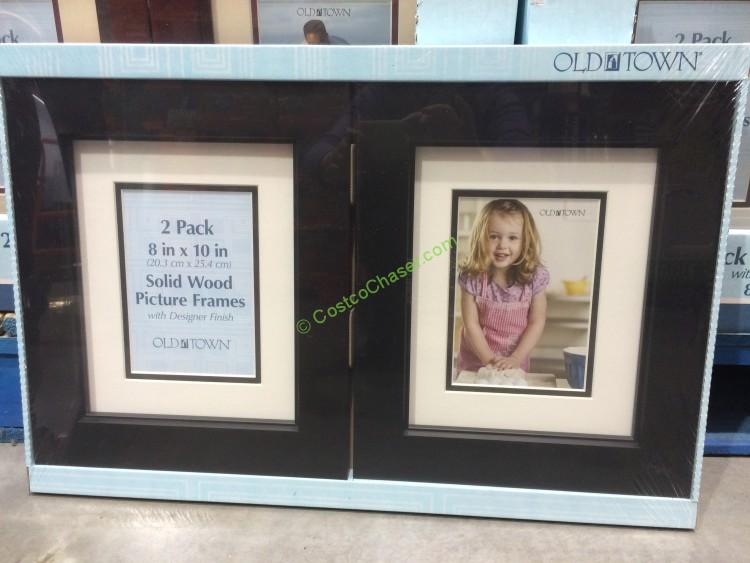 OLD TOWN
2 Pack
OLD TOWN
2 Pack
8 in x 10 in
(20.3 cm x 25.4 cm)
Solid Wood
Picture Frames
with Designer Finish
OLD TOWN
OLD TOWN
© CostcoChaser.com
2